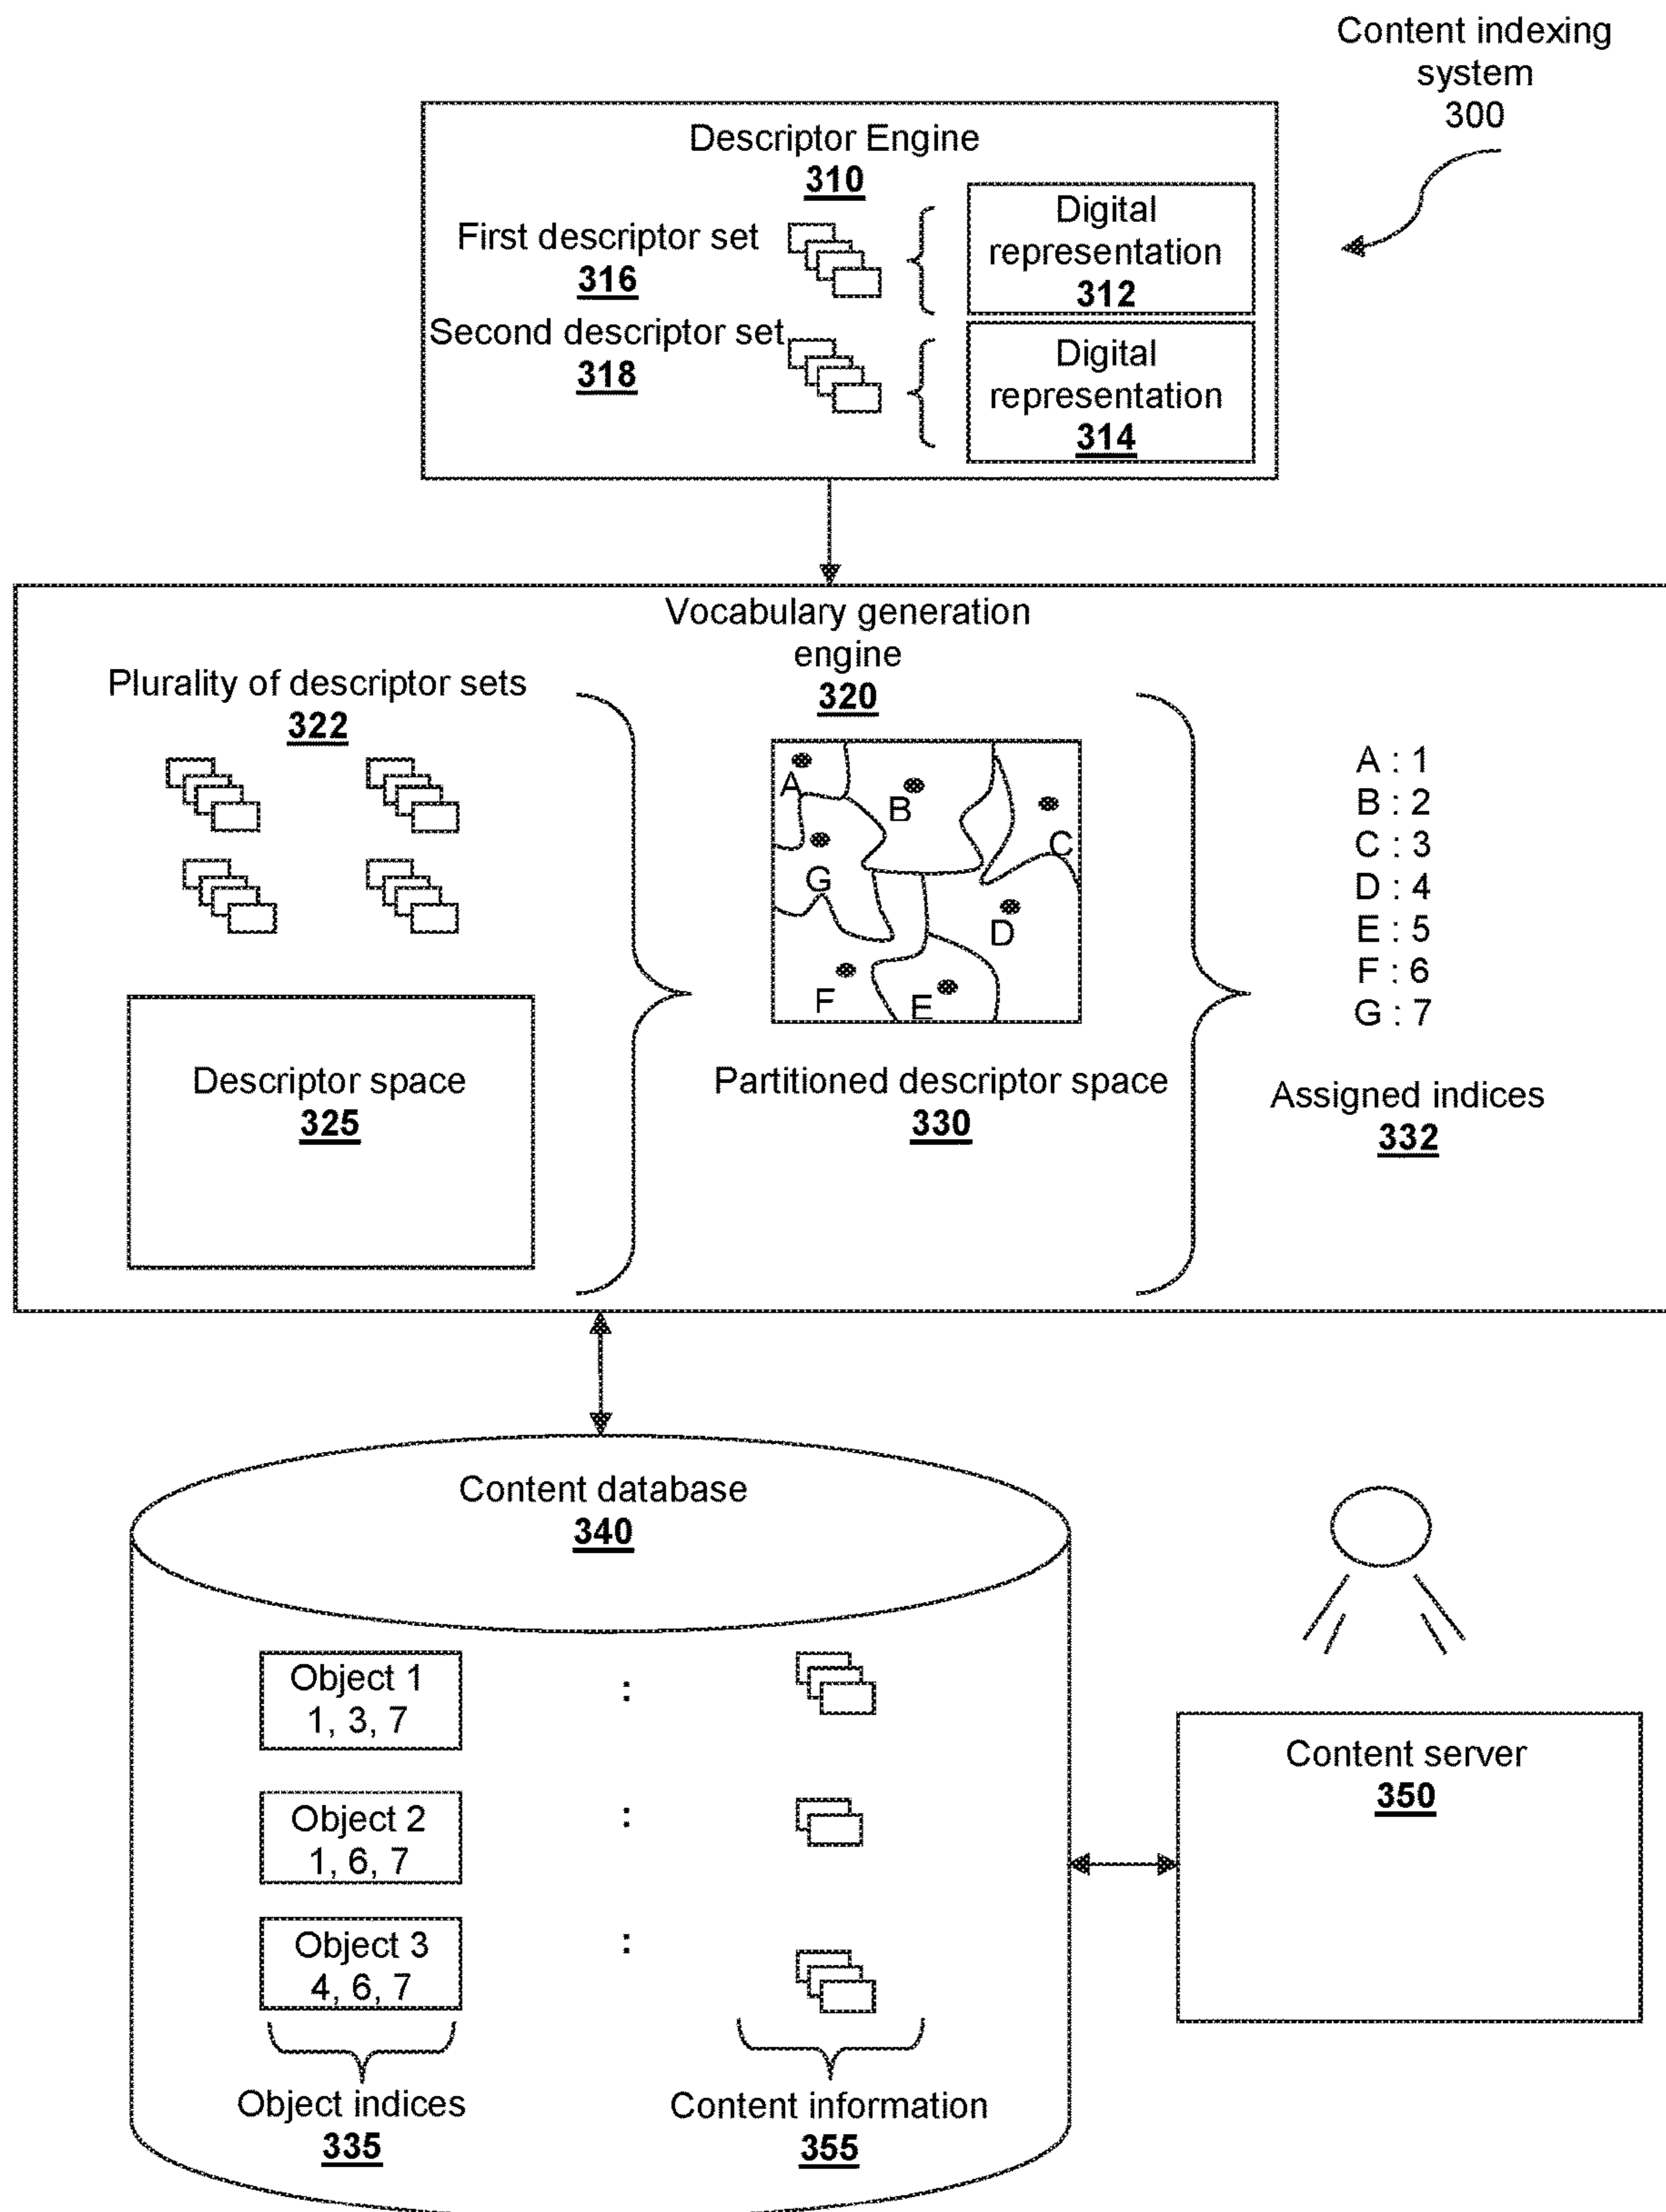 Content indexing
system
300
Descriptor Engine
310
First descriptor set
316
Second descriptor set
318
Digital
representation
312
Digital
representation
314
Vocabulary generation
engine
320
Plurality of descriptor sets
322
Descriptor space
325
A
B
C
G
D
F
E
Partitioned descriptor space
330
A : 1
B : 2
C : 3
D : 4
E : 5
F : 6
G : 7
Assigned indices
332
Content database
340
Object 1
1, 3, 7
:
Object 2
1, 6, 7
:
Object 3
4, 6, 7
:
Object indices
335
Content information
355
Content server
350